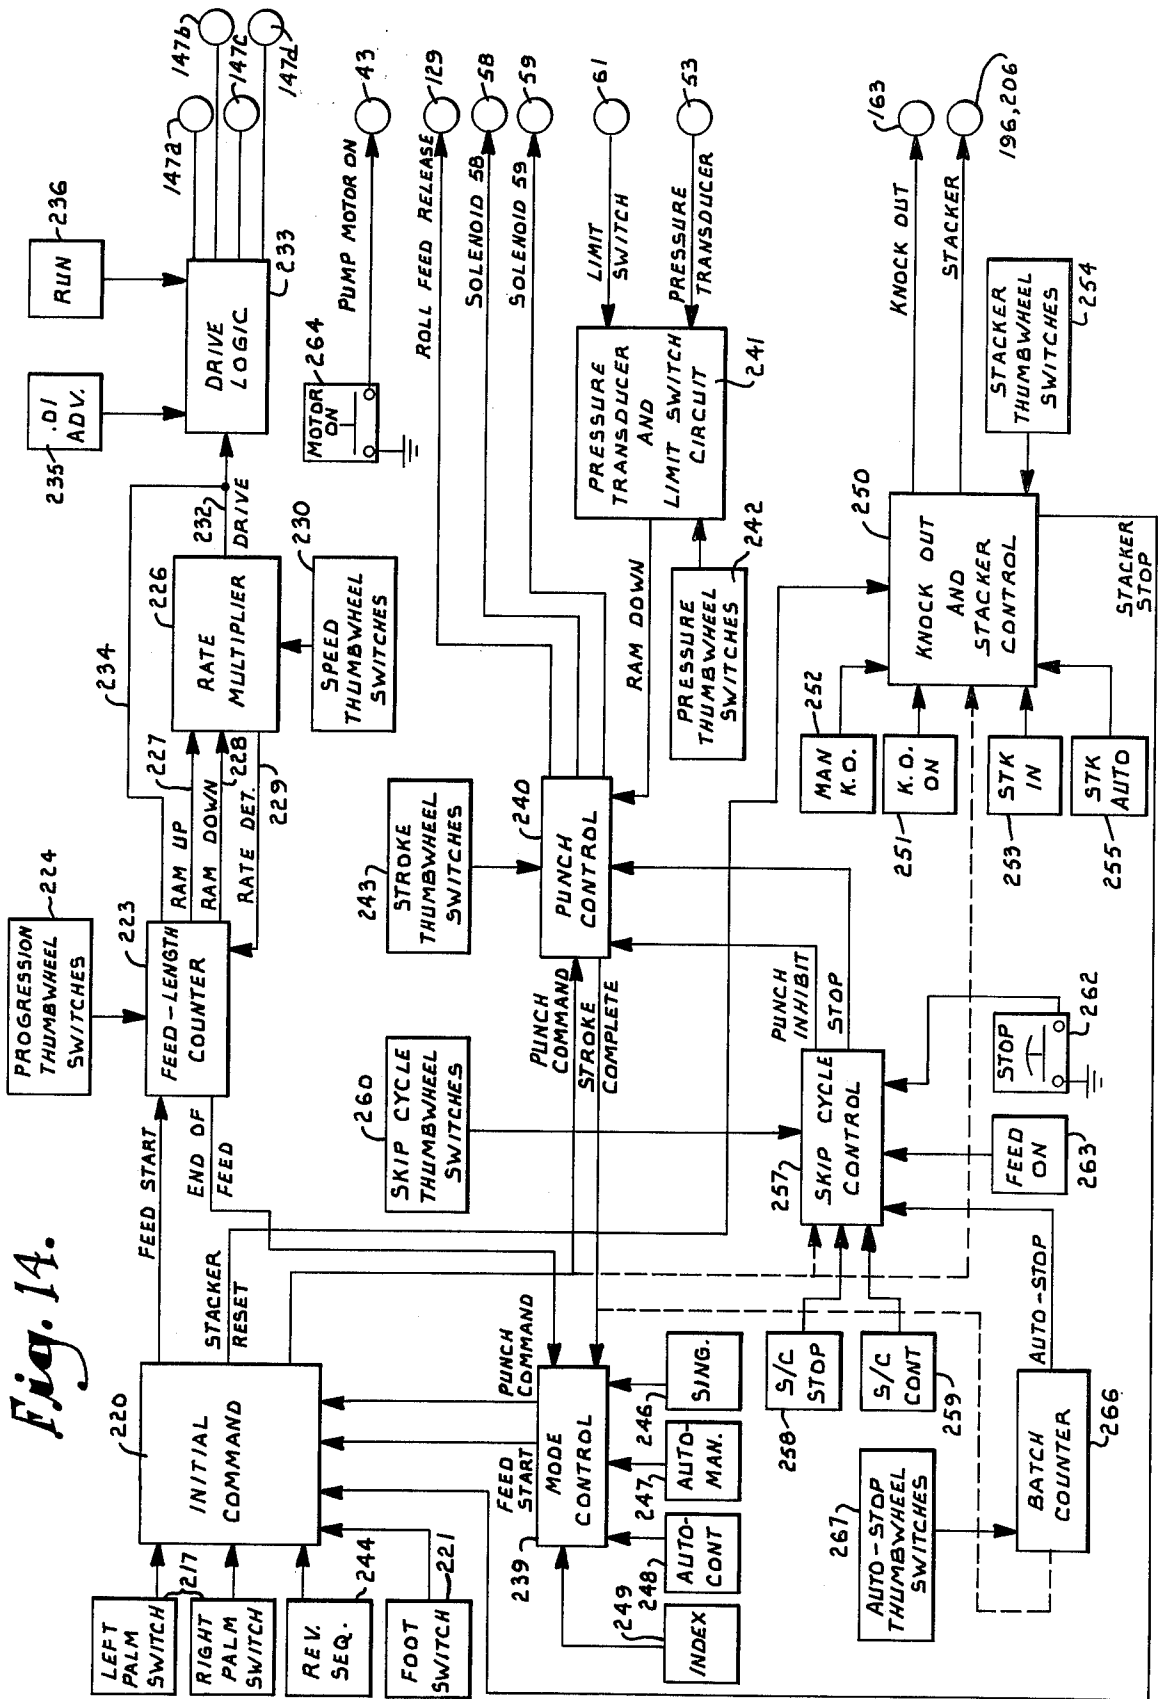 Fig. 14.
LEFT
PALM
SWITCH
217
RIGHT
PALM
SWITCH
REV.
SEQ.
244
FOOT
SWITCH
221
220
INITIAL
COMMAND
FEED START
END OF
FEED
STACKER
RESET
PUNCH
COMMAND
FEED
START
PROGRESSION
THUMBWHEEL
SWITCHES
224
223
FEED-LENGTH
COUNTER
234
RAM UP
227
RAM DOWN
228
RATE DET.
229
226
RATE
MULTIPLIER
230
SPEED
THUMBWHEEL
SWITCHES
232
DRIVE
235
.01
ADV.
236
RUN
DRIVE
LOGIC
233
147a
147b
147c
147d
MOTOR
ON
264
PUMP MOTOR ON
43
ROLL FEED RELEASE
129
SOLENOID 58
58
SOLENOID 59
59
LIMIT
SWITCH
61
PRESSURE
TRANSDUCER
53
PRESSURE
TRANSDUCER
AND
LIMIT SWITCH
CIRCUIT
241
RAM DOWN
242
PRESSURE
THUMBWHEEL
SWITCHES
243
STROKE
THUMBWHEEL
SWITCHES
240
PUNCH
CONTROL
PUNCH
COMMAND
STROKE
COMPLETE
260
SKIP CYCLE
THUMBWHEEL
SWITCHES
PUNCH
INHIBIT
STOP
239
MODE
CONTROL
249
INDEX
248
AUTO-
CONT
247
AUTO-
MAN.
246
SING.
258
S/C
STOP
S/C
CONT
259
257
SKIP CYCLE
CONTROL
FEED
ON
263
STOP
262
AUTO-STOP
267
AUTO-STOP
THUMBWHEEL
SWITCHES
BATCH
COUNTER
266
252
MAN
K.O.
251
K.O.
ON
253
STK
IN
255
STK
AUTO
250
KNOCK OUT
AND
STACKER
CONTROL
STACKER
STOP
STACKER
THUMBWHEEL
SWITCHES
254
KNOCK OUT
163
STACKER
196,206